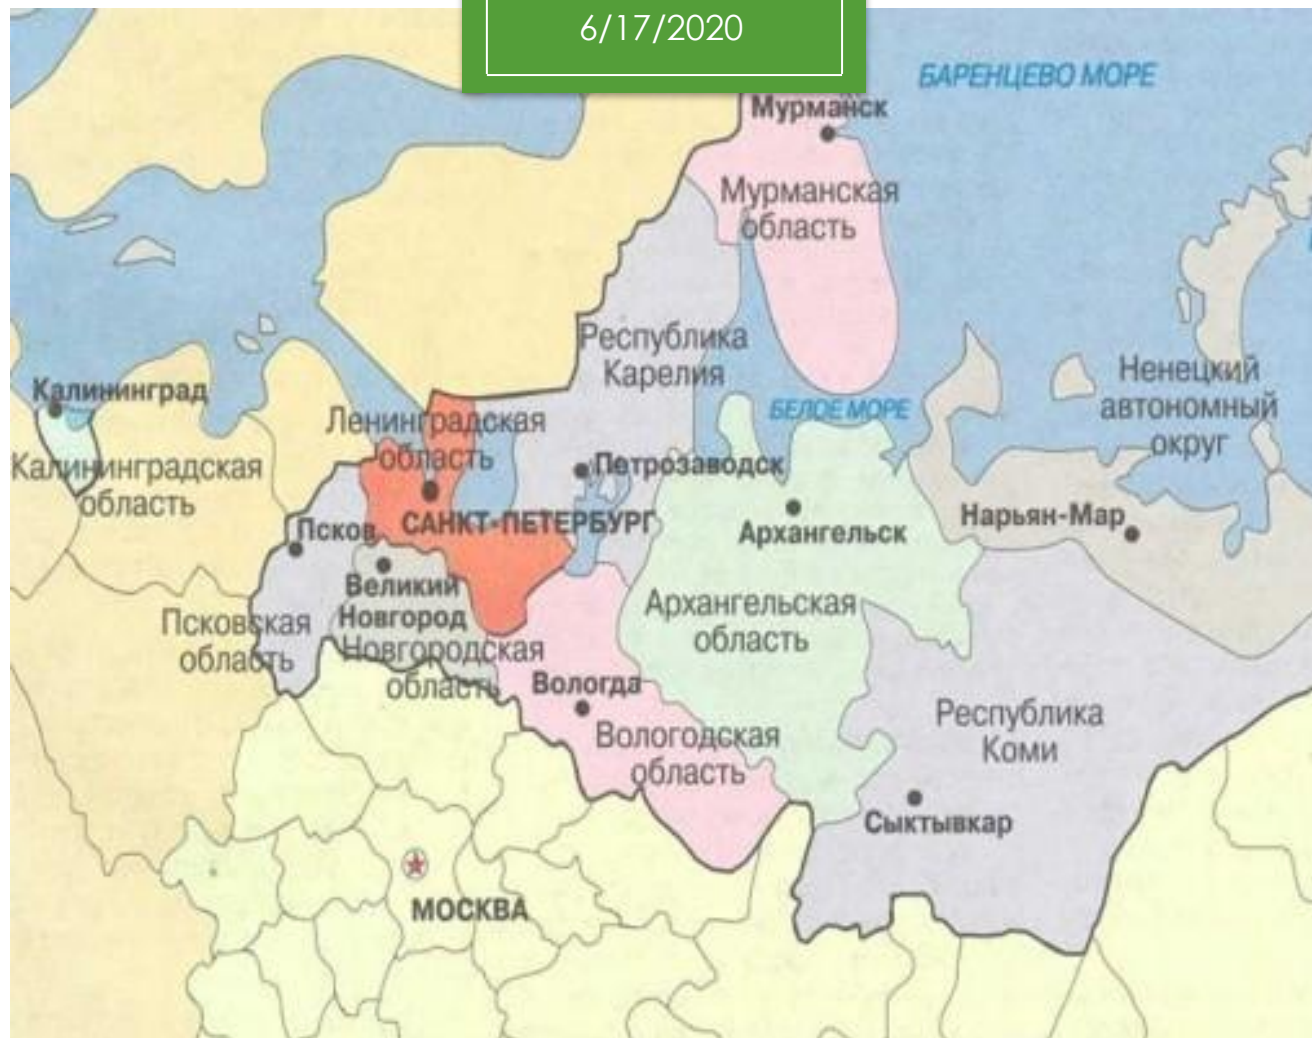 6/17/2020
БАРЕНЦЕВО МОРЕ
Мурманск
Мурманская
область
Республика
Карелия
Ненецкий
автономный
округ
Калининград
Калининградская
область
Ленинградская
область
БЕЛОЕ МОРЕ
Петрозаводск
САНКТ-ПЕТЕРБУРГ
Архангельск
Нарьян-Мар
Псков
Великий
Новгород
Псковская
область
Новгородская
область
Архангельская
область
Вологда
Вологодская
область
Республика
Коми
Сыктывкар
МОСКВА